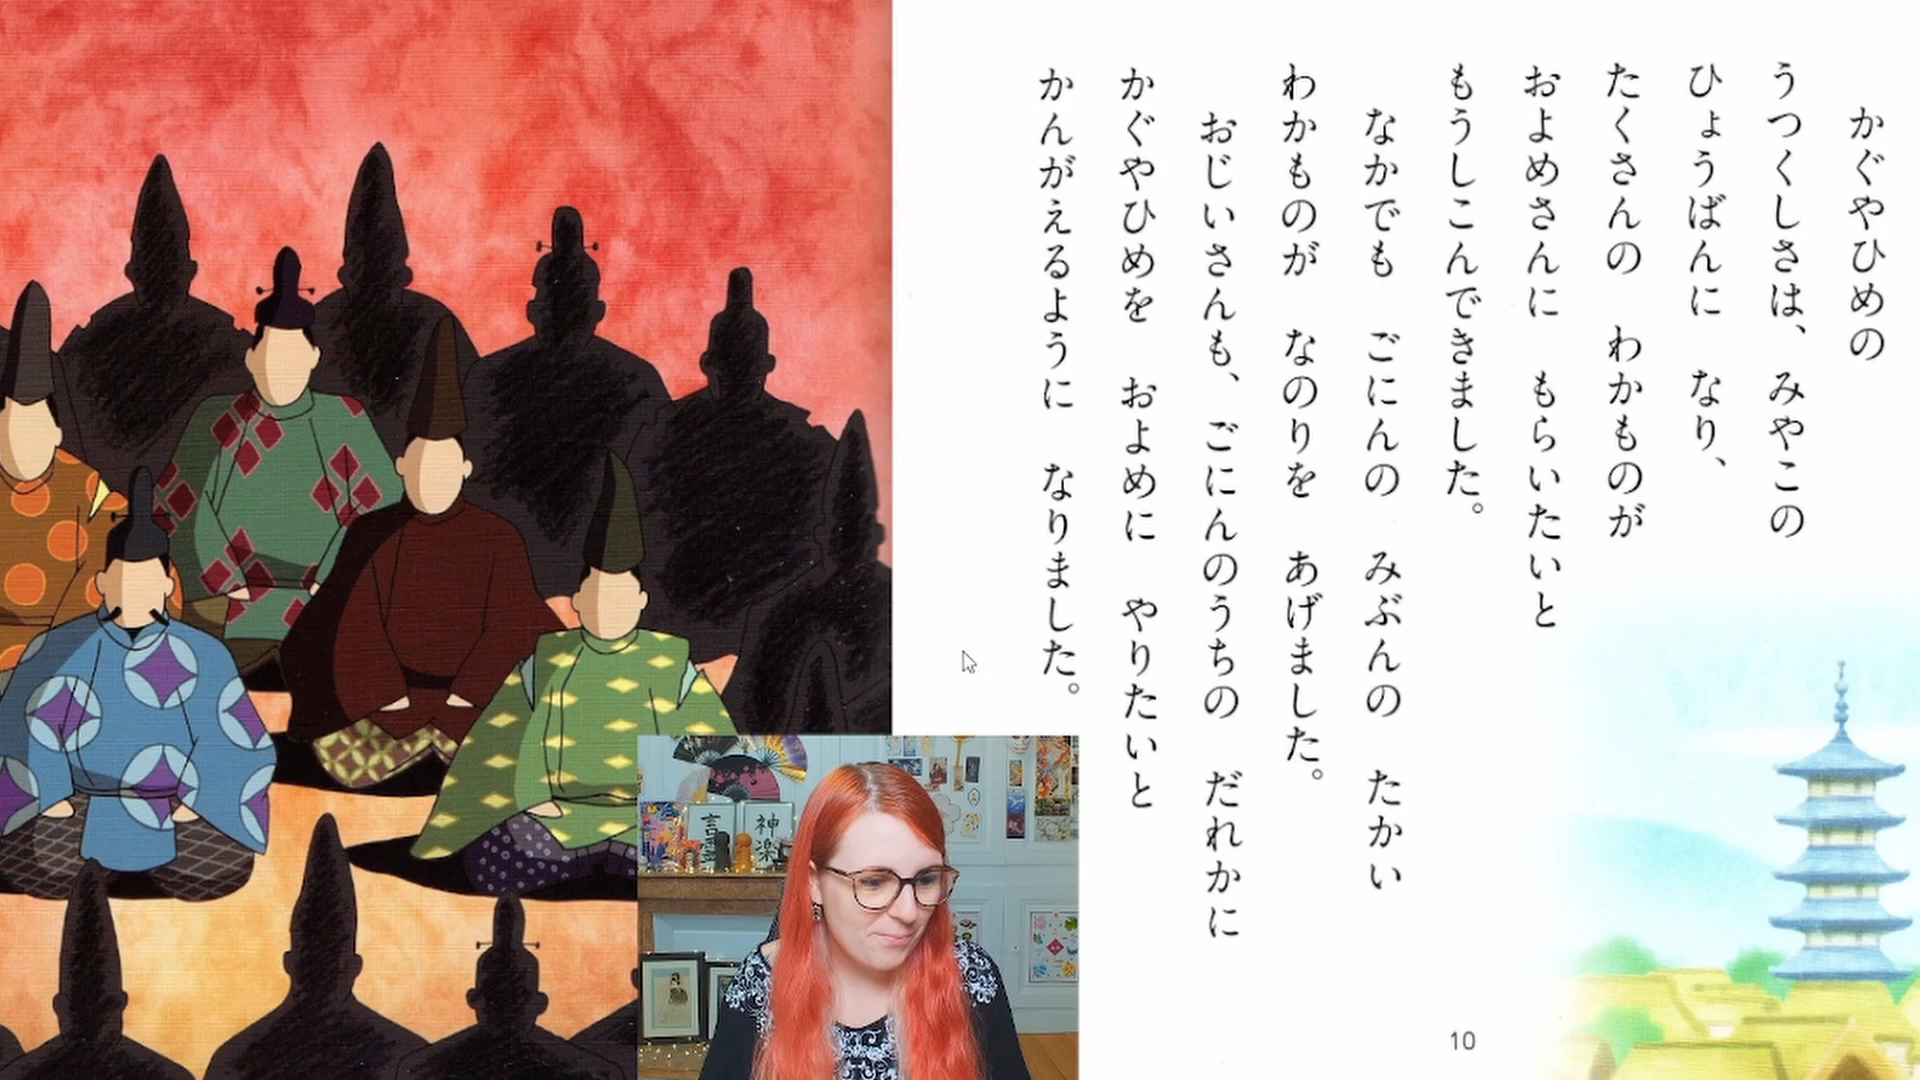 かぐやひめの
うつくしさは、みやこの
ひょうばんに　なり、
たくさんの　わかものが
およめさんに　もらいたいと
もうしこんできました。
なかでも　ごにんの　みぶんの　たかい
わかものが　なのりを　あげました。
おじいさんも、ごにんのうちの　だれかに
かぐやひめを　およめに　やりたいと
かんがえるように　なりました。
10
神楽